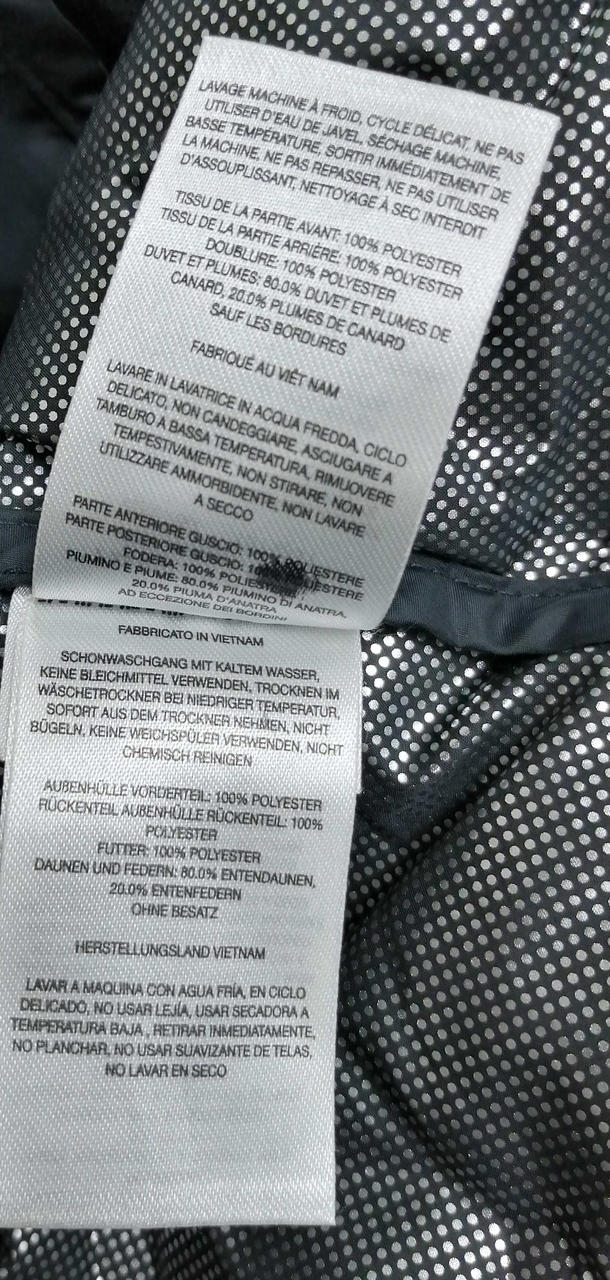 LAVAGE MACHINE À FROID, CYCLE DÉLICAT, NE PAS
UTILISER D'EAU DE JAVEL, SÉCHAGE MACHINE,
BASSE TEMPÉRATURE, SORTIR IMMÉDIATEMENT DE
LA MACHINE, NE PAS REPASSER, NE PAS UTILISER
D'ASSOUPLISSANT, NETTOYAGE À SEC INTERDIT
TISSU DE LA PARTIE AVANT: 100% POLYESTER
TISSU DE LA PARTIE ARRIÈRE: 100% POLYESTER
DOUBLURE: 100% POLYESTER
DUVET ET PLUMES: 80.0% DUVET ET PLUMES DE
CANARD, 20.0% PLUMES DE CANARD
SAUF LES BORDURES
FABRIQUÉ AU VIÊT NAM
LAVARE IN LAVATRICE IN ACQUA FREDDA, CICLO
DELICATO, NON CANDEGGIARE, ASCIUGARE A
TAMBURO A BASSA TEMPERATURA, RIMUOVERE
TEMPESTIVAMENTE, NON STIRARE, NON
UTILIZZARE AMMORBIDENTE, NON LAVARE
A SECCO
PARTE ANTERIORE GUSCIO: 100% POLIESTERE
PARTE POSTERIORE GUSCIO:
FODERA: 100%
PIUMINO E PIUME: 80.0% PIUMINO DI ANATRA,
20.0% PIUMA D'ANATRA
AD ECCEZIONE DEI BORDINI
FABBRICATO IN VIETNAM
SCHONWASCHGANG MIT KALTEM WASSER,
KEINE BLEICHMITTEL VERWENDEN, TROCKNEN IM
WÄSCHETROCKNER BEI NIEDRIGER TEMPERATUR,
SOFORT AUS DEM TROCKNER NEHMEN, NICHT
BÜGELN, KEINE WEICHSPÜLER VERWENDEN, NICHT
CHEMISCH REINIGEN
AUßENHÜLLE VORDERTEIL: 100% POLYESTER
RÜCKENTEIL AUßENHÜLLE RÜCKENTEIL: 100%
POLYESTER
FUTTER: 100% POLYESTER
DAUNEN UND FEDERN: 80.0% ENTENDAUNEN,
20.0% ENTENFEDERN
OHNE BESATZ
HERSTELLUNGSLAND VIETNAM
LAVAR A MAQUINA CON AGUA FRÍA, EN CICLO
DELICADO, NO USAR LEJÍA, USAR SECADORA A
TEMPERATURA BAJA , RETIRAR INMEDIATAMENTE,
NO PLANCHAR, NO USAR SUAVIZANTE DE TELAS,
NO LAVAR EN SECO